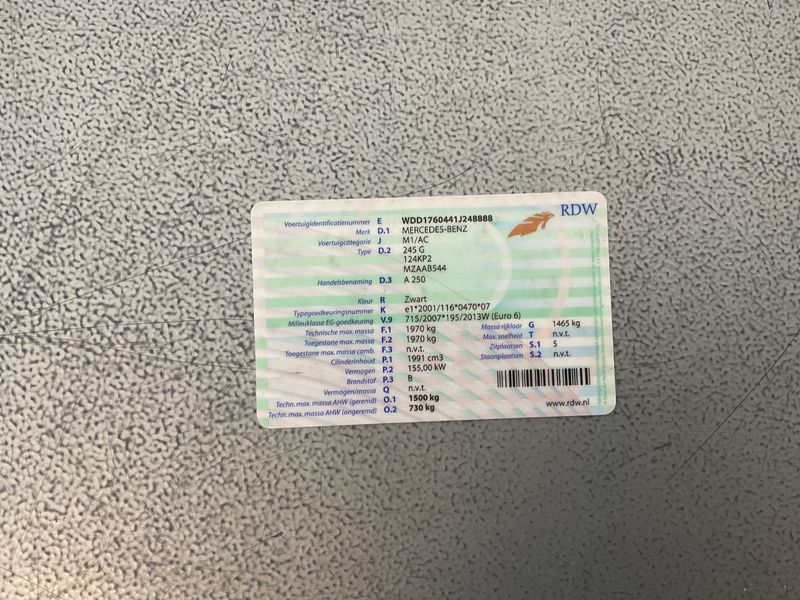 RDW
Voertuigidentificatienummer E WDD1760441J248888
Merk D.1 MERCEDES-BENZ
Voertuigcategorie J M1/AC
Type D.2 245 G
124KP2
MZAAB544
Handelsbenaming D.3 A 250
Kleur R Zwart
Typegoedkeuringsnummer K e1*2001/116*0470*07
Milieuklasse EG-goedkeuring V.9 715/2007*195/2013W (Euro 6)
Technische max. massa F.1 1970 kg Massa rijklaar G 1465 kg
Toegestane max. massa F.2 1970 kg Max. snelheid T n.v.t.
Toegestane max. massa comb. F.3 n.v.t. Zitplaatsen S.1 5
Cilinderinhoud P.1 1991 cm3 Staanplaatsen S.2 n.v.t.
Vermogen P.2 155,00 kW
Brandstof P.3 B
Vermogen/massa Q n.v.t.
Techn. max. massa AHW (geremd) O.1 1500 kg
Techn. max. massa AHW (ongeremd) O.2 730 kg
www.rdw.nl